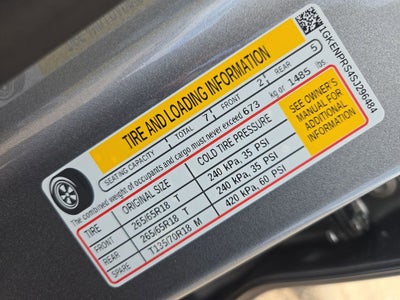 1GKENPRS4SJ296484
TIRE AND LOADING INFORMATION
SEATING CAPACITY TOTAL 7 FRONT 2 REAR 5
The combined weight of occupants and cargo must never exceed 673 kg or 1485 lbs
TIRE ORIGINAL SIZE COLD TIRE PRESSURE
FRONT 265/65R18 T 240 kPa, 35 PSI
REAR 265/65R18 T 240 kPa, 35 PSI
SPARE T135/70R18 M 420 kPa, 60 PSI
SEE OWNER'S
MANUAL FOR
ADDITIONAL
INFORMATION